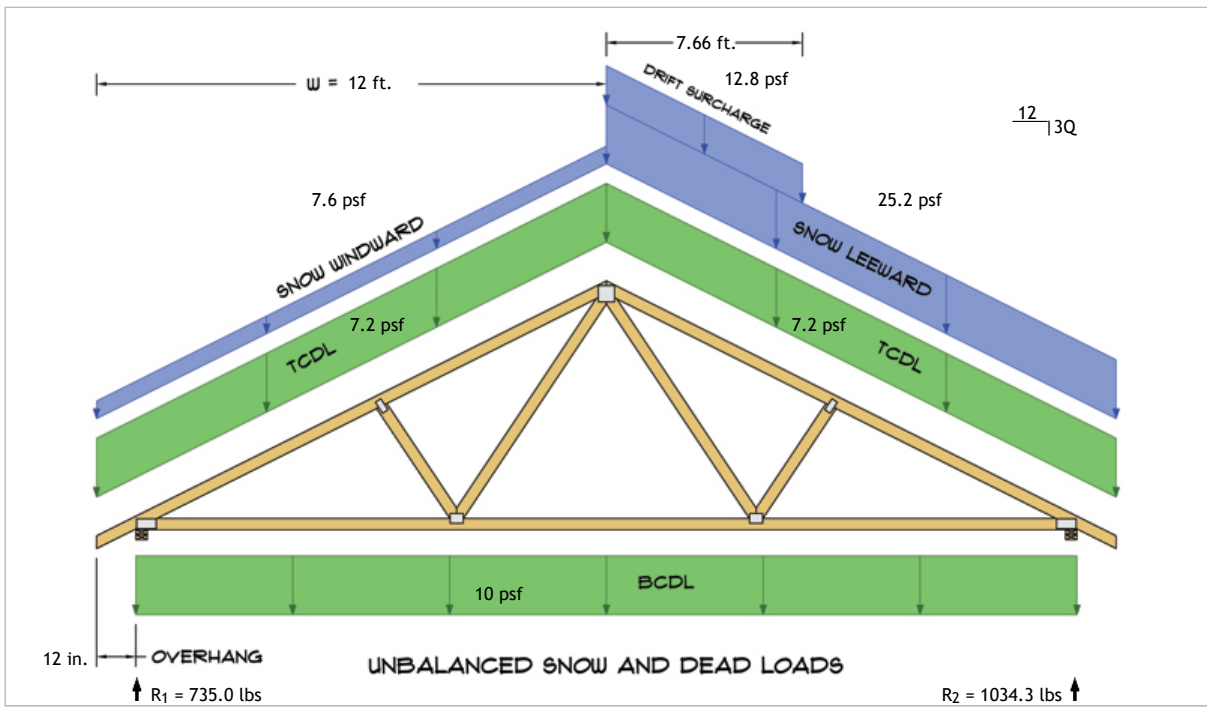 7.66 ft.
W = 12 ft.
DRIFT SURCHARGE
12.8 psf
12
3Q
7.6 psf
25.2 psf
SNOW WINDWARD
SNOW LEEWARD
7.2 psf
7.2 psf
TCDL
TCDL
10 psf
BCDL
12 in.
OVERHANG
UNBALANCED SNOW AND DEAD LOADS
R1 = 735.0 lbs
R2 = 1034.3 lbs